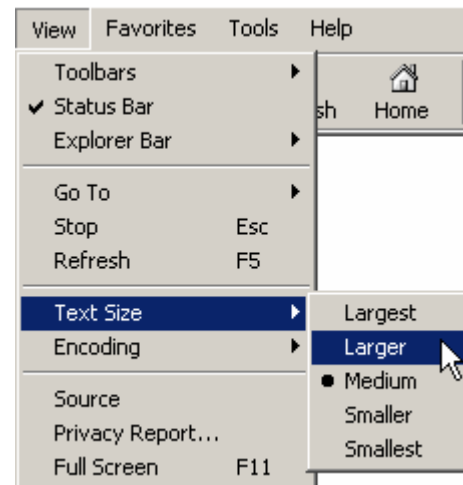 View Favorites Tools Help
Toolbars
✔ Status Bar
Explorer Bar
sh Home
Go To
Stop Esc
Refresh F5
Text Size
Encoding
Source
Privacy Report...
Full Screen F11
Largest
Larger
Medium
Smaller
Smallest